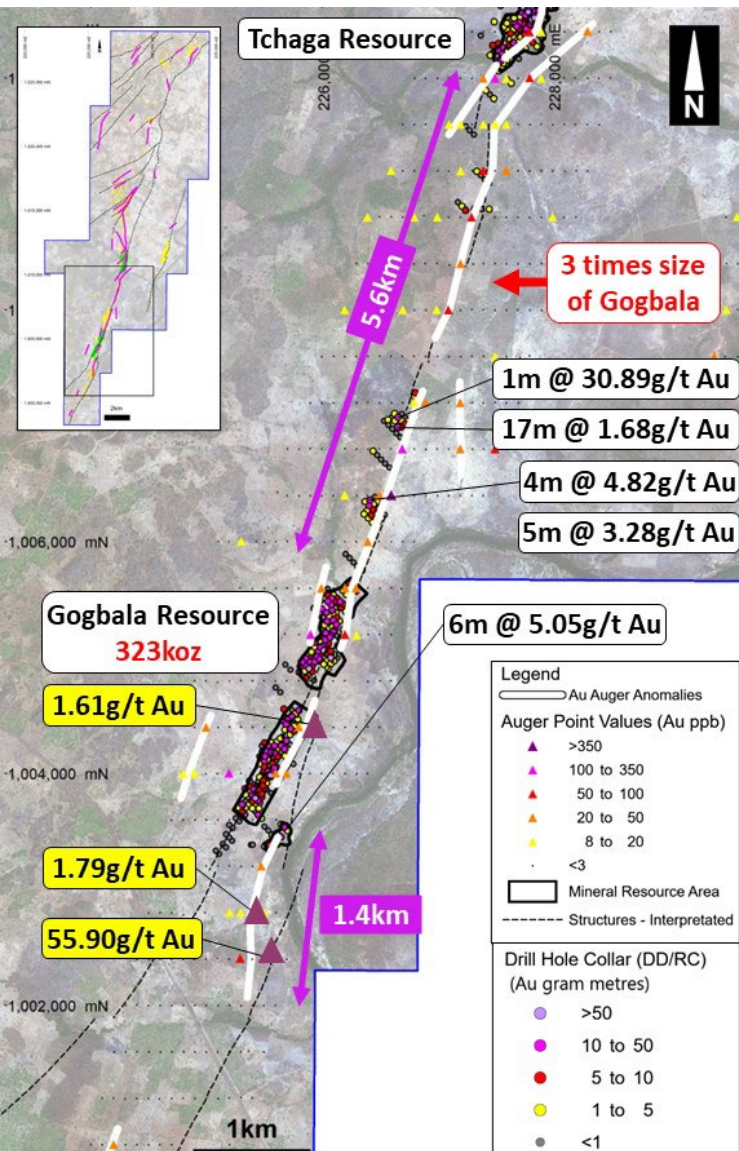 Tchaga Resource
226,000
228,000 mE
N
5.6km
3 times size
of Gogbala
1m @ 30.89g/t Au
17m @ 1.68g/t Au
4m @ 4.82g/t Au
5m @ 3.28g/t Au
1,006,000 mN
Gogbala Resource
323koz
6m @ 5.05g/t Au
1.61g/t Au
1,004,000 mN
1.79g/t Au
1.4km
55.90g/t Au
1,002,000 mN
1km
2km
Legend
Au Auger Anomalies
Auger Point Values (Au ppb)
>350
100 to 350
50 to 100
20 to 50
8 to 20
<3
Mineral Resource Area
Structures - Interpreted
Drill Hole Collar (DD/RC)
(Au gram metres)
>50
10 to 50
5 to 10
1 to 5
<1